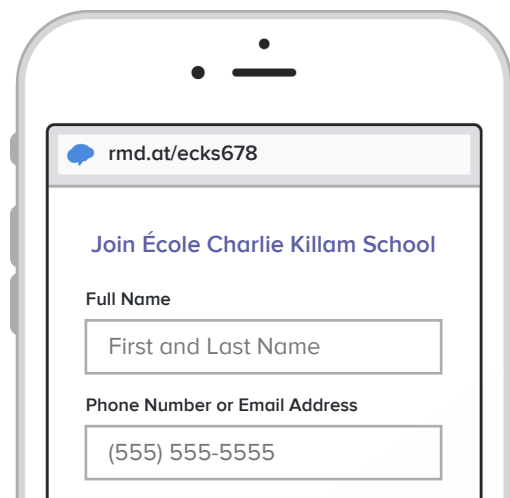 rmd.at/ecks678
Join École Charlie Killam School
Full Name
First and Last Name
Phone Number or Email Address
(555) 555-5555